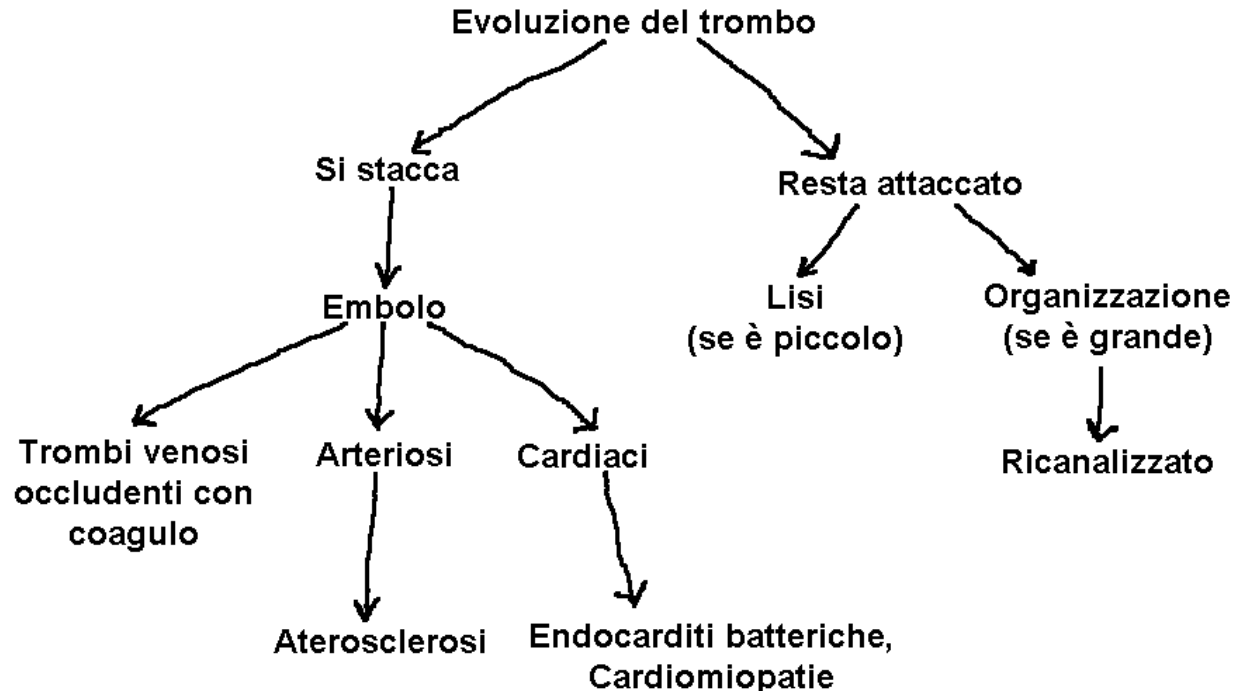 Evoluzione del trombo
Si stacca
Resta attaccato
Embolo
Lisi
(se è piccolo)
Organizzazione
(se è grande)
Trombi venosi
occludenti con
coagulo
Arteriosi
Cardiaci
Ricanalizzato
Aterosclerosi
Endocarditi batteriche,
Cardiomiopatie